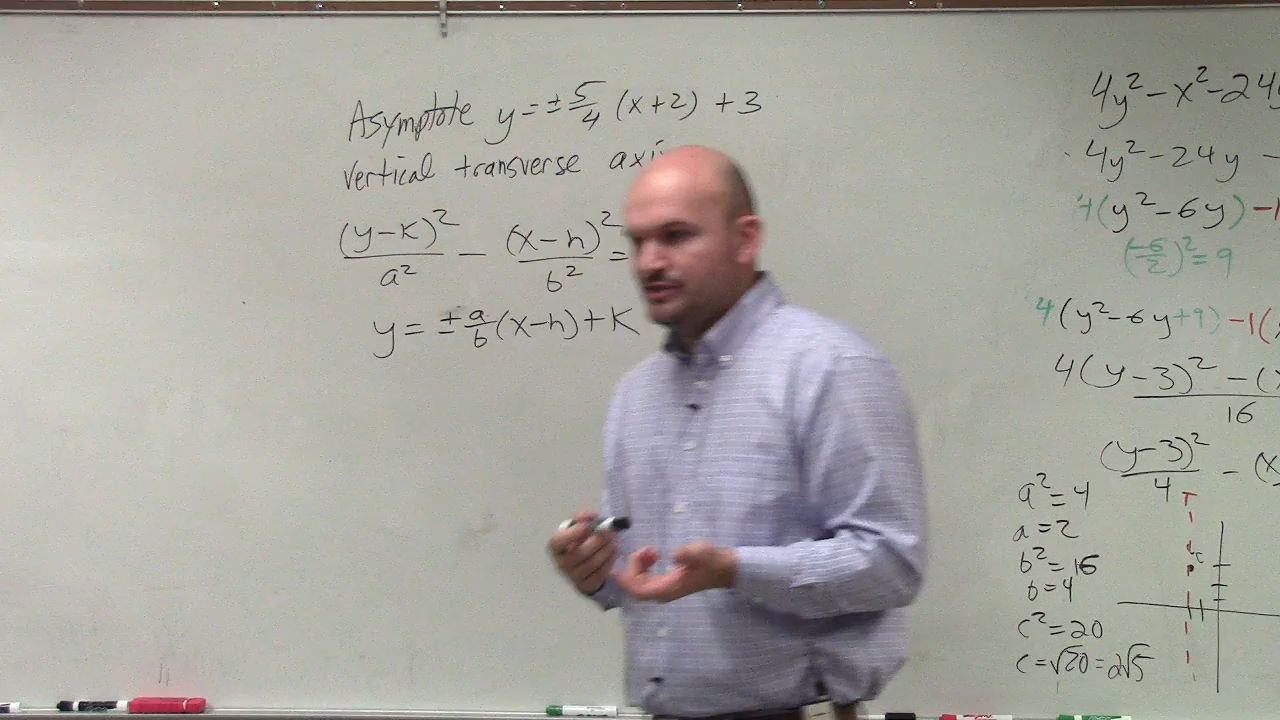 Asymptote y = ± 5/4 (x+2) + 3
vertical transverse axis
(y-k)²/a² - (x-h)²/b² =
y = ± a/b (x-h) + k
4y² - x² - 24y
4y² - 24y -
4(y² - 6y) - 1
(-6/2)² = 9
4(y² - 6y + 9) - 1(
4(y-3)² - (x
16
(y-3)²/4 - (x
a² = 4
a = 2
b² = 16
b = 4
c² = 20
c = √20 = 2√5
c